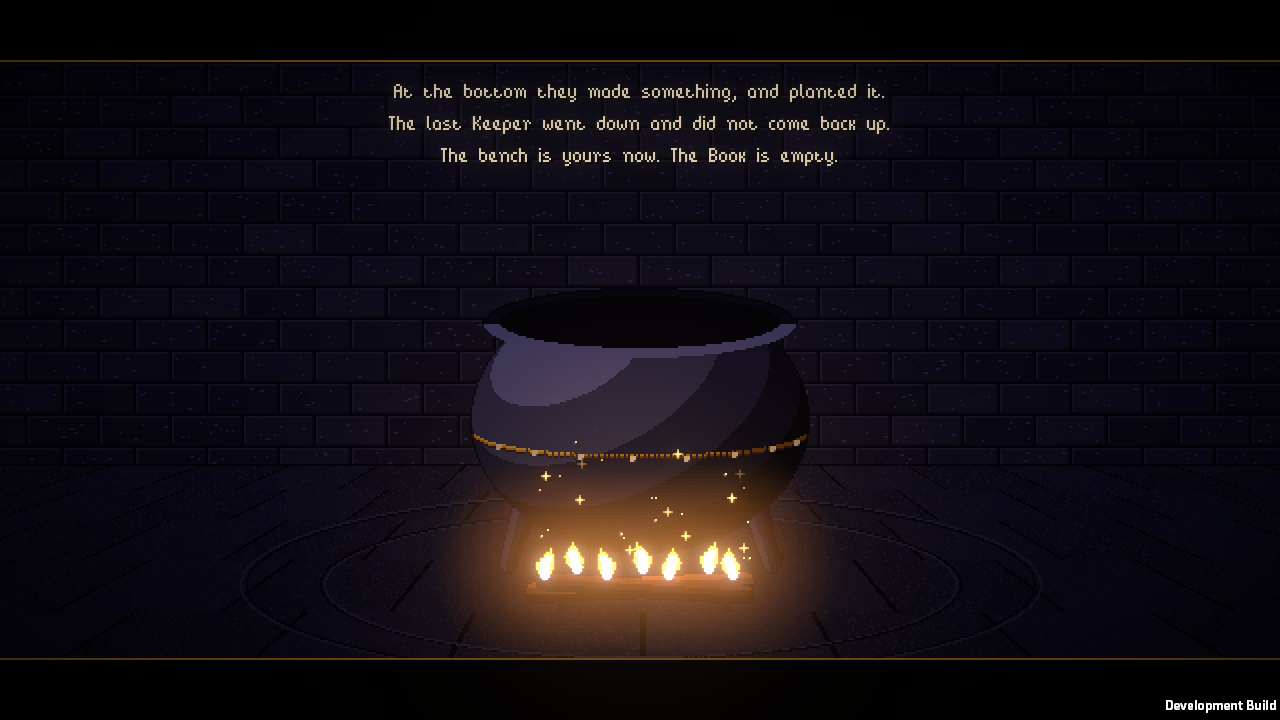 At the bottom they made something, and planted it.
The last Keeper went down and did not come back up.
The bench is yours now. The Book is empty.
Development Build